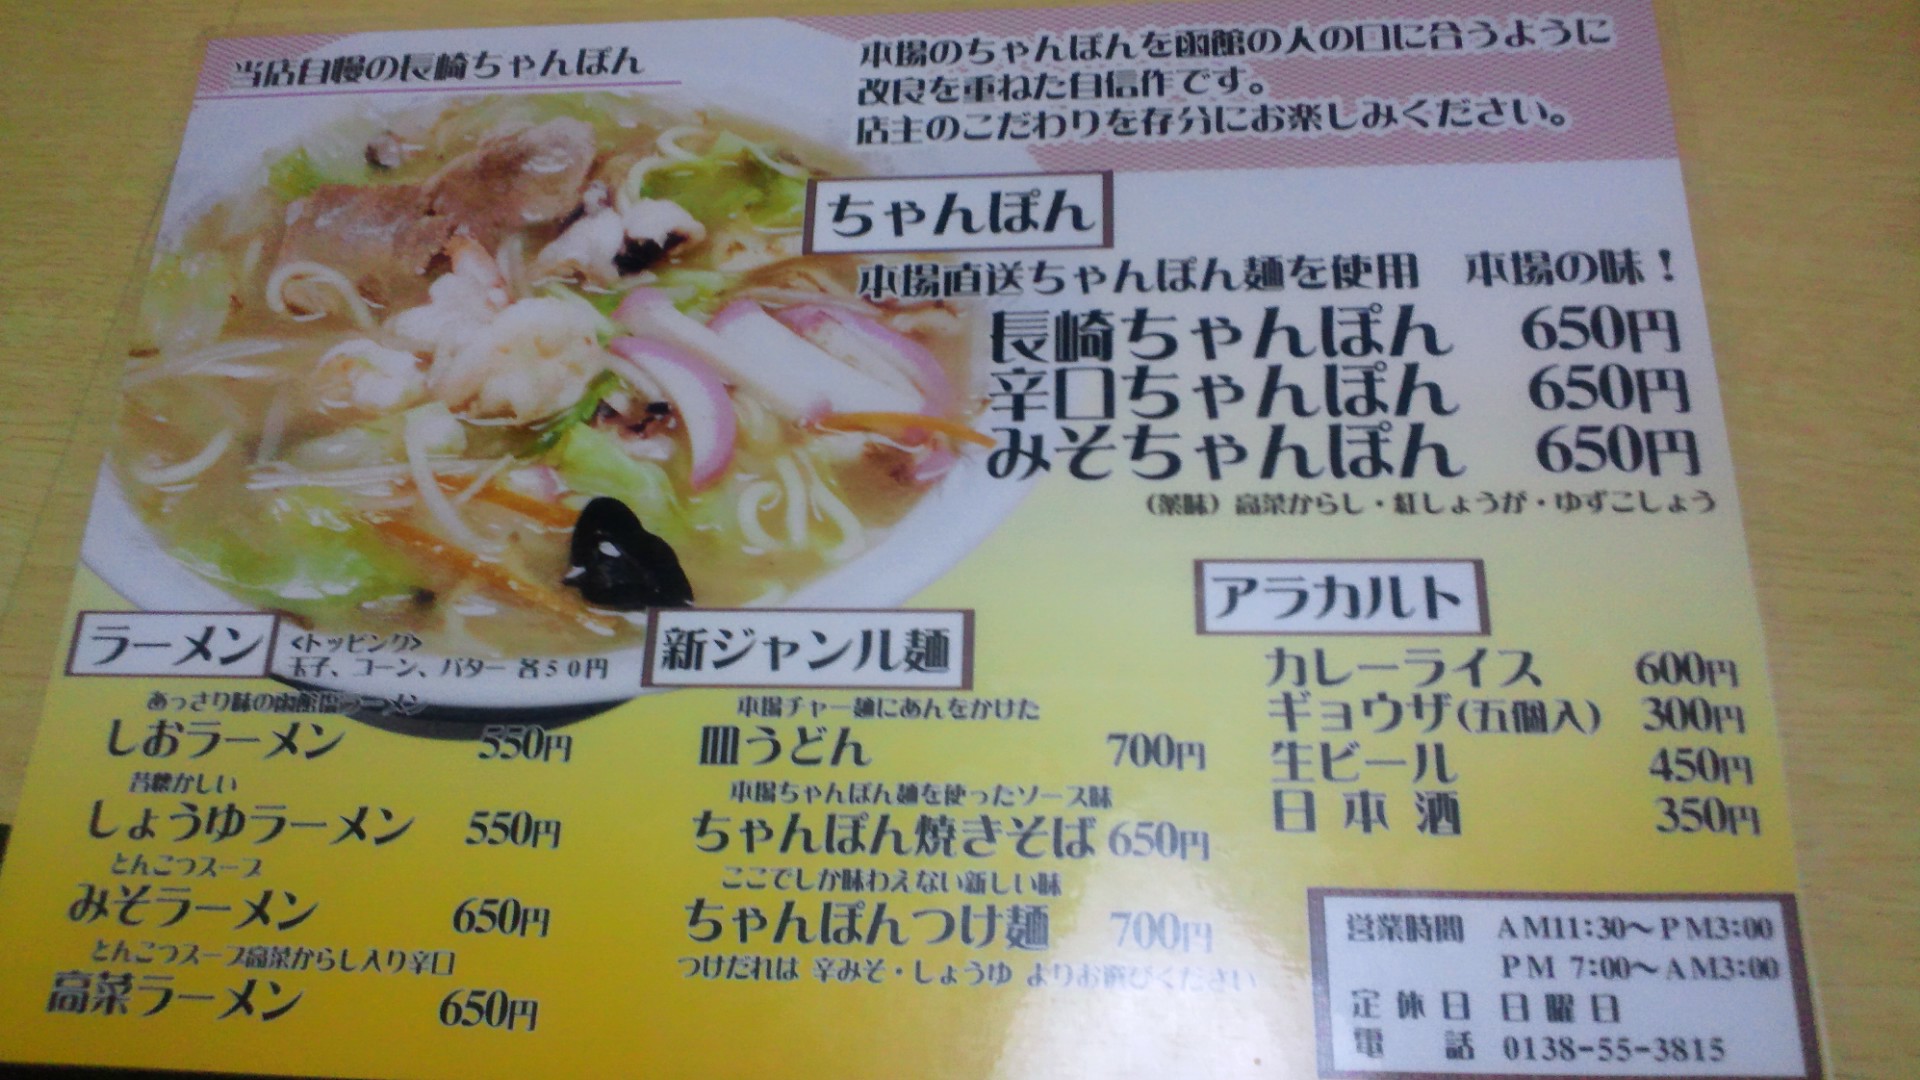 当店自慢の長崎ちゃんぽん
本場のちゃんぽんを函館の人の口に合うように
改良を重ねた自信作です。
店主のこだわりを存分にお楽しみください。
ちゃんぽん
本場直送ちゃんぽん麺を使用 本場の味！
長崎ちゃんぽん 650円
辛口ちゃんぽん 650円
みそちゃんぽん 650円
（薬味）高菜からし・紅しょうが・ゆずこしょう
ラーメン
<トッピング>
玉子、コーン、バター 各５０円
あっさり味の函館塩ラーメン
しおラーメン 550円
昔懐かしい
しょうゆラーメン 550円
とんこつスープ
みそラーメン 650円
とんこつスープ高菜からし入り辛口
高菜ラーメン 650円
新ジャンル麺
本場チャー麺にあんをかけた
皿うどん 700円
本場ちゃんぽん麺を使ったソース味
ちゃんぽん焼きそば 650円
ここでしか味わえない新しい味
ちゃんぽんつけ麺 700円
つけだれは 辛みそ・しょうゆ よりお選びください
アラカルト
カレーライス 600円
ギョウザ(五個入) 300円
生ビール 450円
日本酒 350円
営業時間 AM11:30～PM3:00
PM 7:00～AM3:00
定休日 日曜日
電話 0138-55-3815